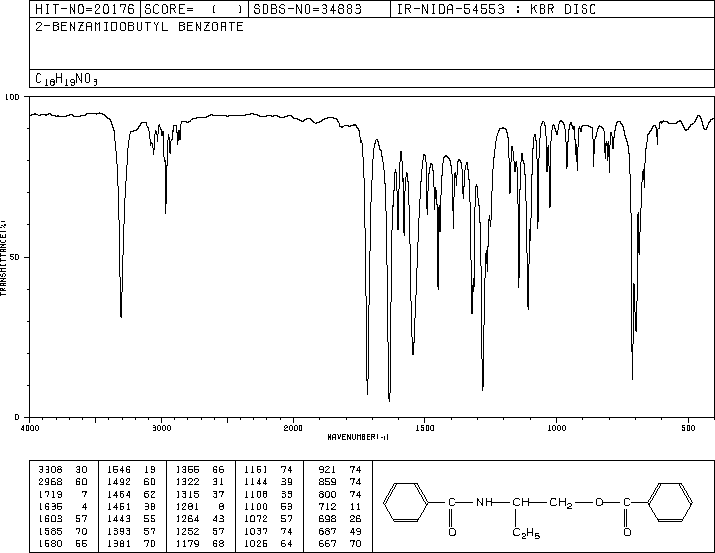 HIT-NO=20176 SCORE= ( ) SDBS-NO=34883 IR-NIDA-54553 : KBR DISC
2-BENZAMIDOBUTYL BENZOATE
C18H19NO3
100
50
0
TRANSMITTANCE(%)
4000 3000 2000 1500 1000 500
WAVENUMBER(-1)
3308 30 1546 19 1355 66 1161 74 921 74
2968 60 1492 60 1322 31 1144 39 859 74
1719 7 1464 62 1315 37 1108 39 800 74
1635 4 1451 38 1281 8 1100 53 712 11
1603 57 1443 55 1264 43 1072 57 698 26
1585 70 1393 57 1252 57 1037 74 687 49
1580 55 1381 70 1179 68 1026 64 667 70
C NH CH CH2 O C
O C2H5 O